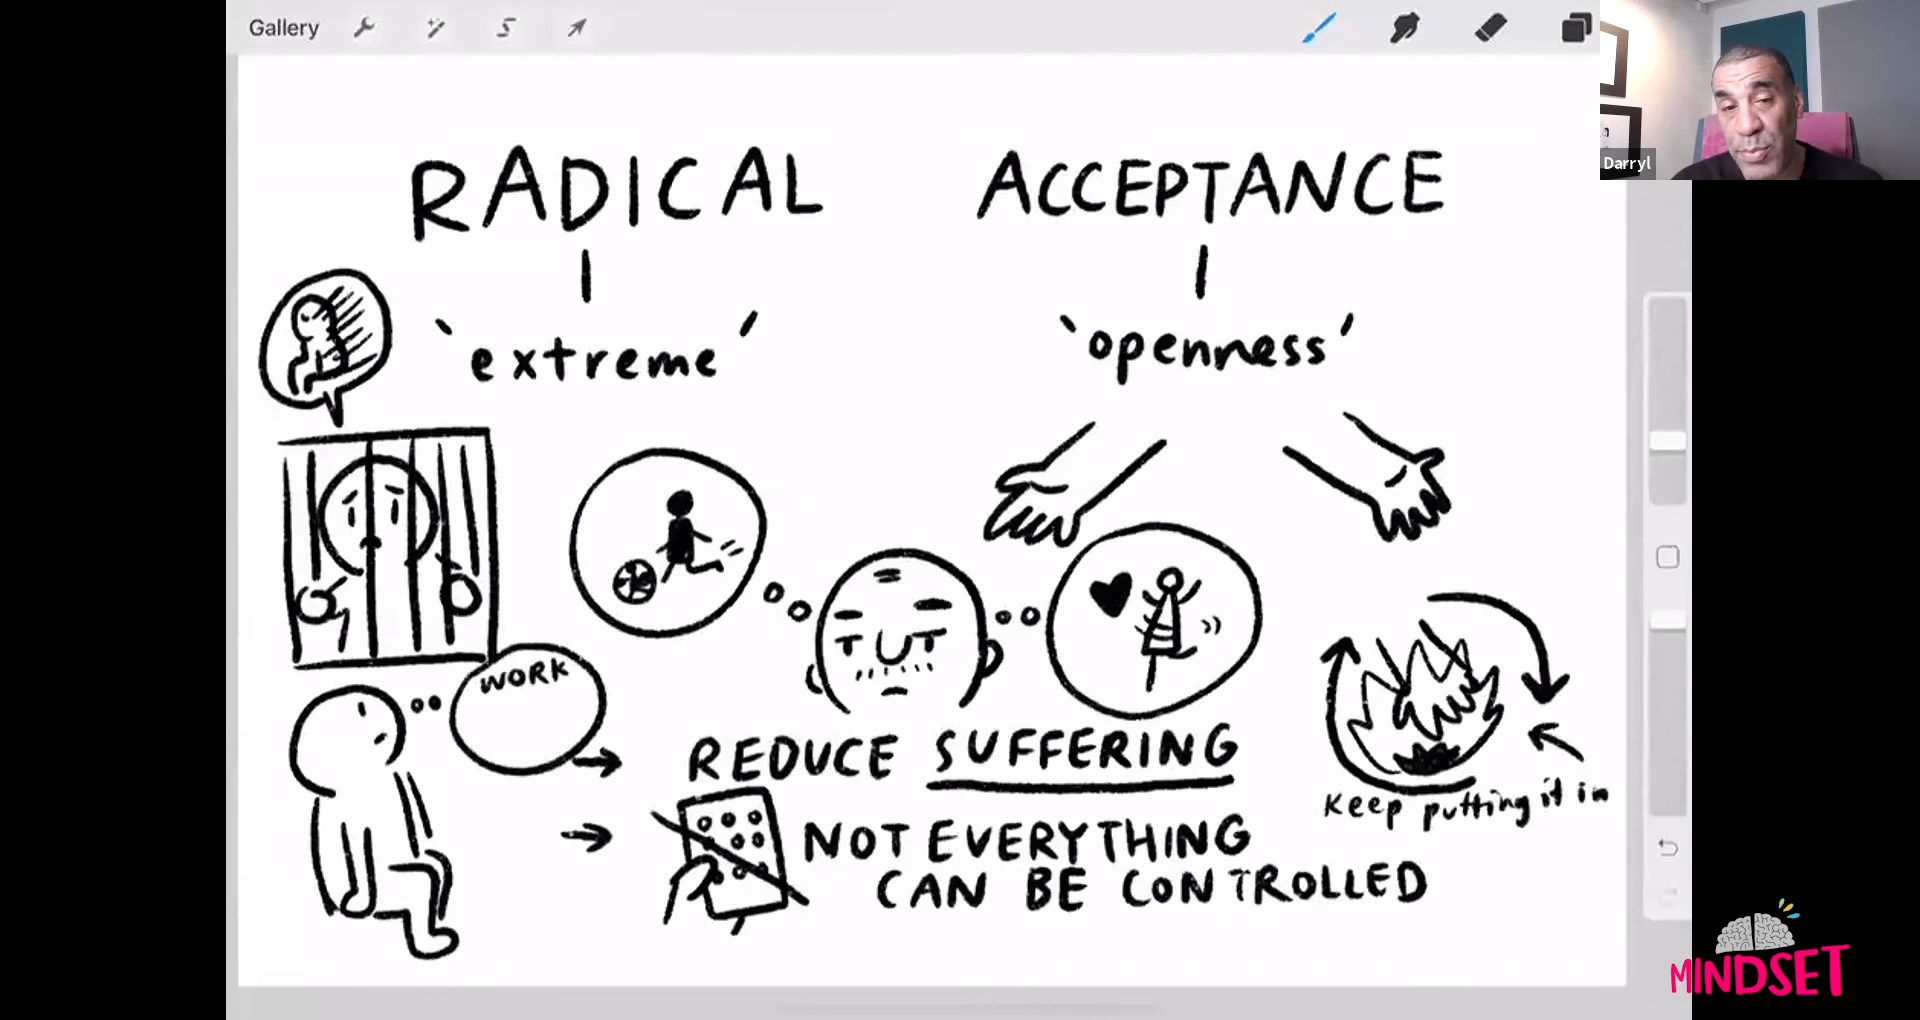 Gallery
Darryl
RADICAL ACCEPTANCE
'extreme' 'openness'
WORK
REDUCE SUFFERING
Keep putting it in
NOT EVERYTHING
CAN BE CONTROLLED
MINDSET